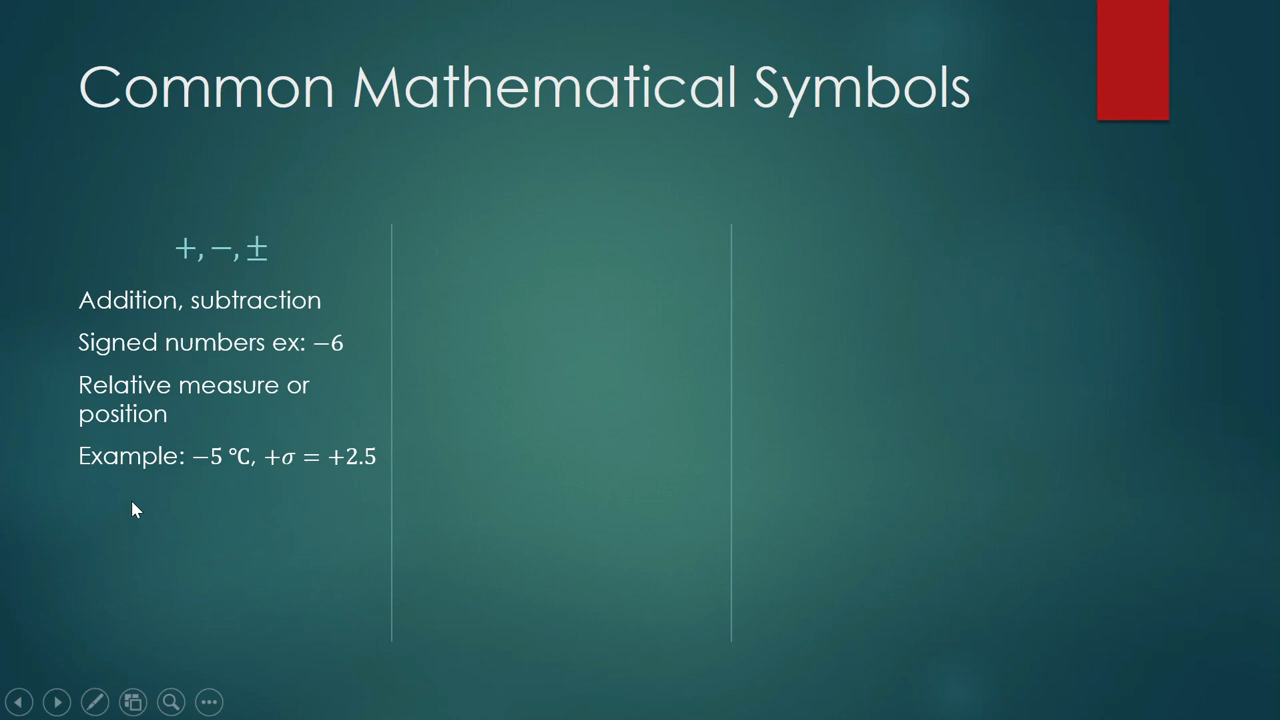 Common Mathematical Symbols
+, −, ±
Addition, subtraction
Signed numbers ex: −6
Relative measure or
position
Example: −5 ℃, +𝜎 = +2.5